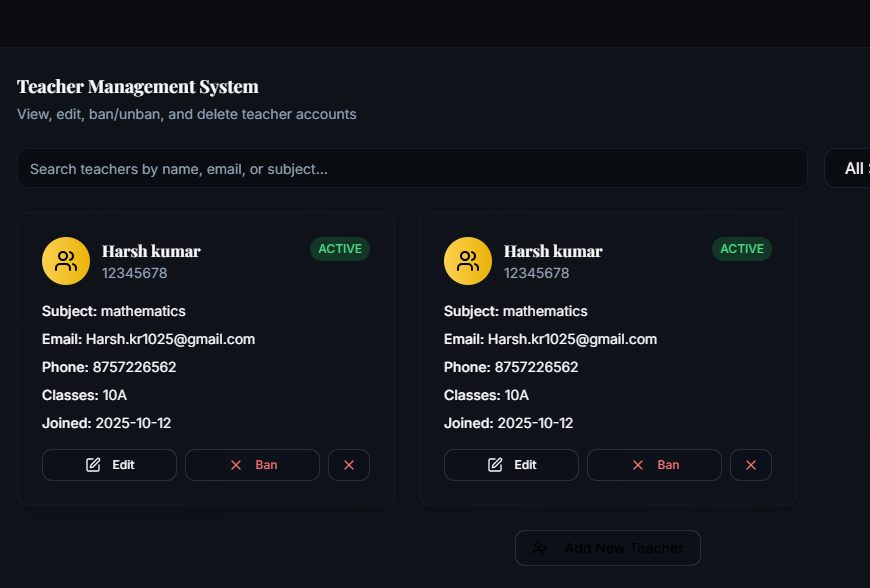 Teacher Management System
View, edit, ban/unban, and delete teacher accounts
Search teachers by name, email, or subject...
All
Harsh kumar
12345678
ACTIVE
Subject: mathematics
Email: Harsh.kr1025@gmail.com
Phone: 8757226562
Classes: 10A
Joined: 2025-10-12
Edit
Ban
Harsh kumar
12345678
ACTIVE
Subject: mathematics
Email: Harsh.kr1025@gmail.com
Phone: 8757226562
Classes: 10A
Joined: 2025-10-12
Edit
Ban
Add New Teacher